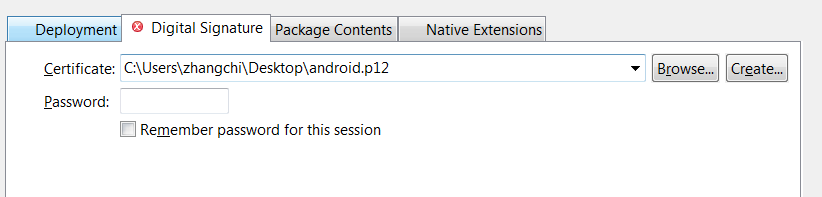 Deployment Digital Signature Package Contents Native Extensions
Certificate: C:\Users\zhangchi\Desktop\android.p12 Browse... Create...
Password:
Remember password for this session